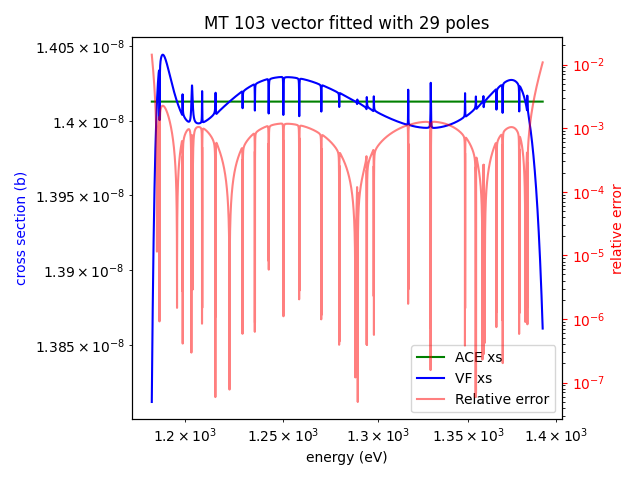 MT 103 vector fitted with 29 poles
1.405 × 10⁻⁸
1.4 × 10⁻⁸
1.395 × 10⁻⁸
1.39 × 10⁻⁸
1.385 × 10⁻⁸
cross section (b)
10⁻²
10⁻³
10⁻⁴
10⁻⁵
10⁻⁶
10⁻⁷
relative error
ACE xs
VF xs
Relative error
1.2 × 10³ 1.25 × 10³ 1.3 × 10³ 1.35 × 10³ 1.4 × 10³
energy (eV)